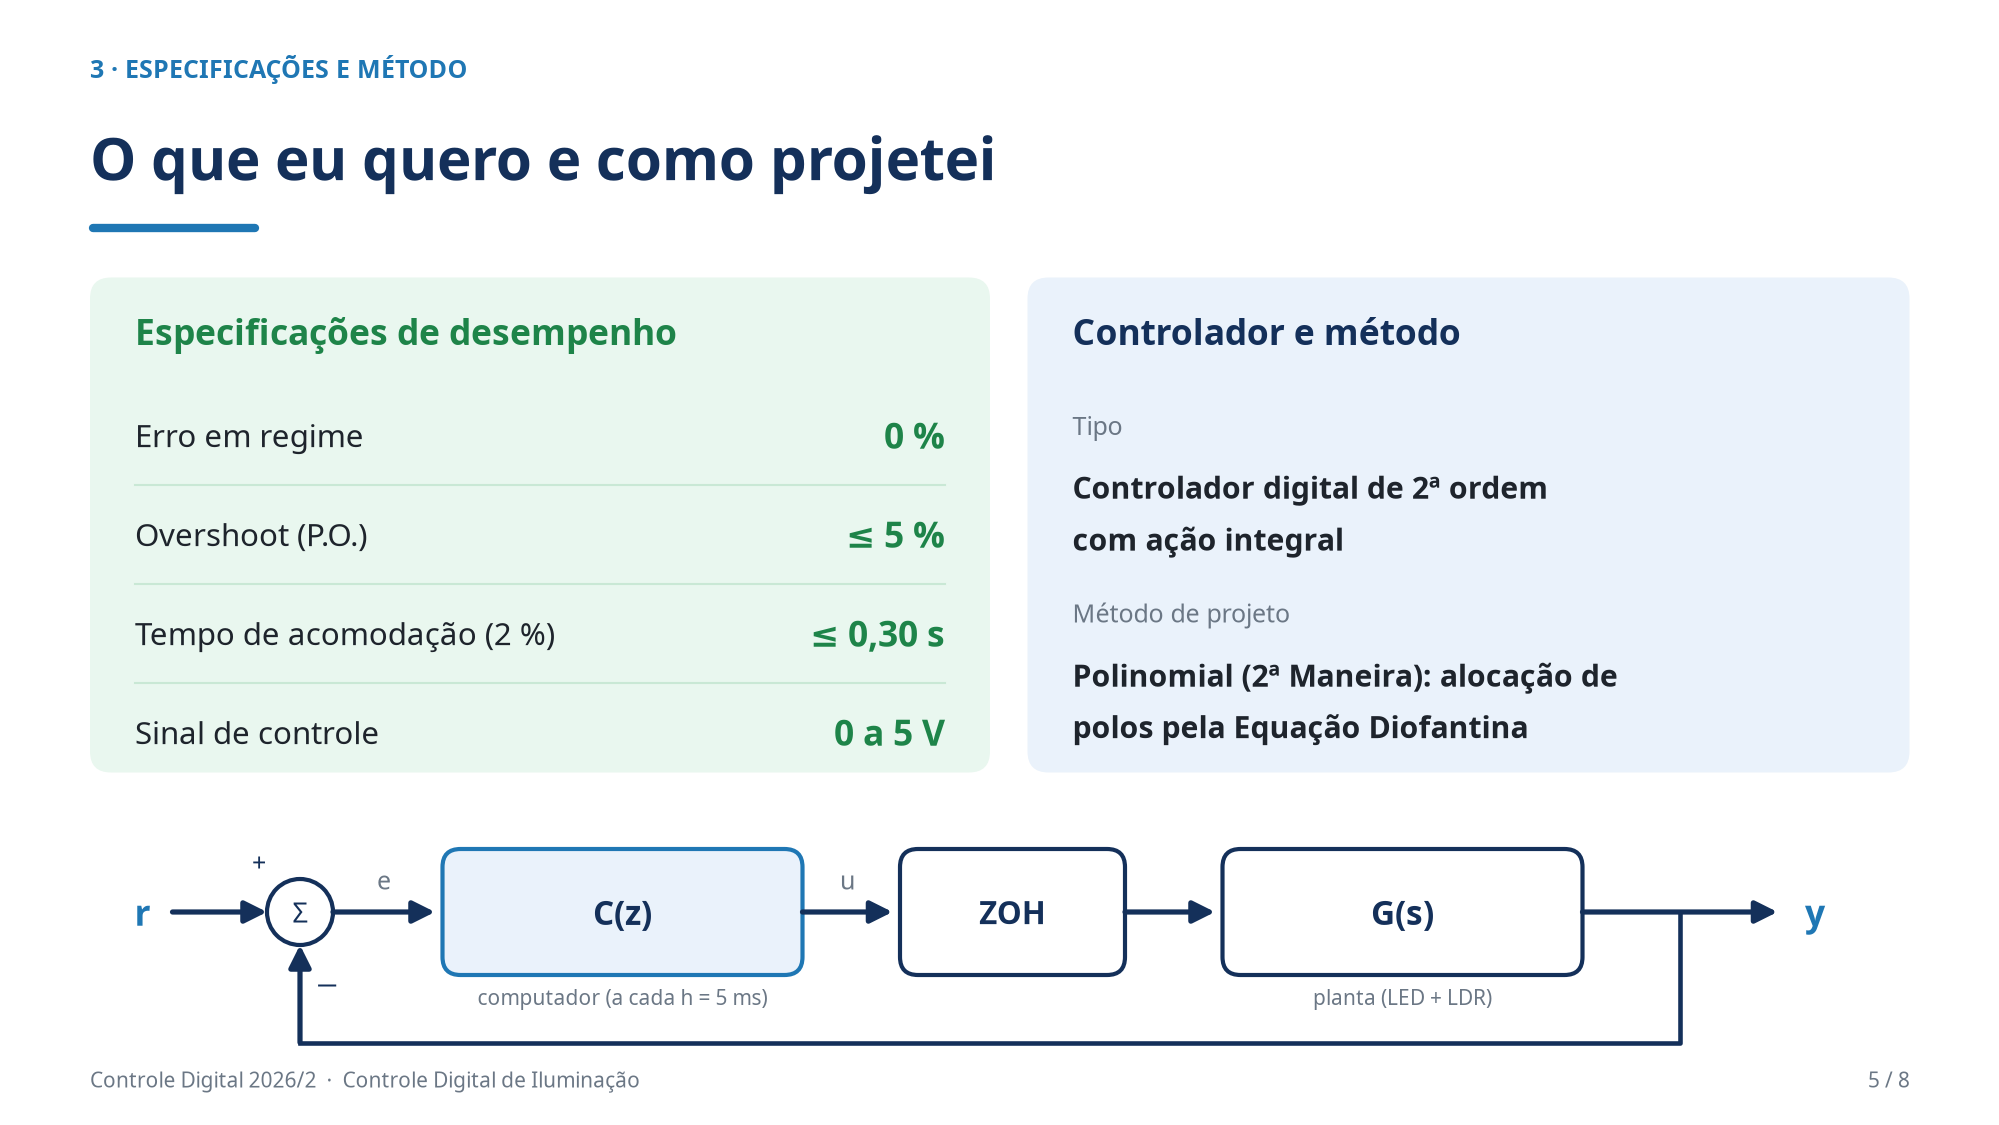 3 · ESPECIFICAÇÕES E MÉTODO
O que eu quero e como projetei
Especificações de desempenho
Erro em regime 0 %
Overshoot (P.O.) ≤ 5 %
Tempo de acomodação (2 %) ≤ 0,30 s
Sinal de controle 0 a 5 V
Controlador e método
Tipo
Controlador digital de 2ª ordem
com ação integral
Método de projeto
Polinomial (2ª Maneira): alocação de
polos pela Equação Diofantina
+
r Σ e C(z) u ZOH G(s) y
—
computador (a cada h = 5 ms) planta (LED + LDR)
Controle Digital 2026/2 · Controle Digital de Iluminação 5 / 8